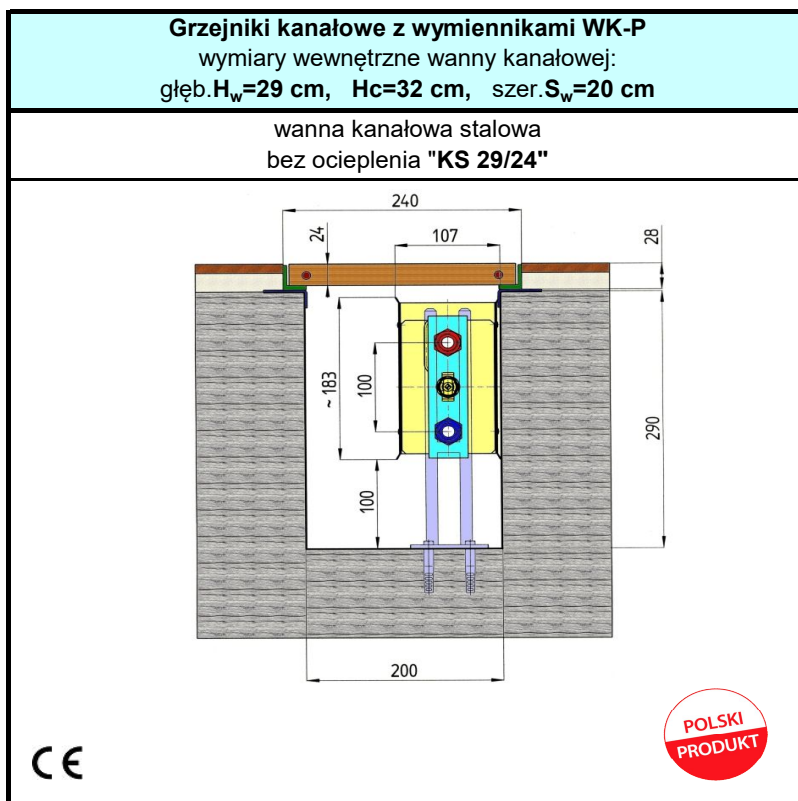 Grzejniki kanałowe z wymiennikami WK-P
wymiary wewnętrzne wanny kanałowej:
głęb.Hw=29 cm, Hc=32 cm, szer.Sw=20 cm
wanna kanałowa stalowa
bez ocieplenia "KS 29/24"
240
24
107
28
~ 183
100
290
100
200
POLSKI
PRODUKT
CE